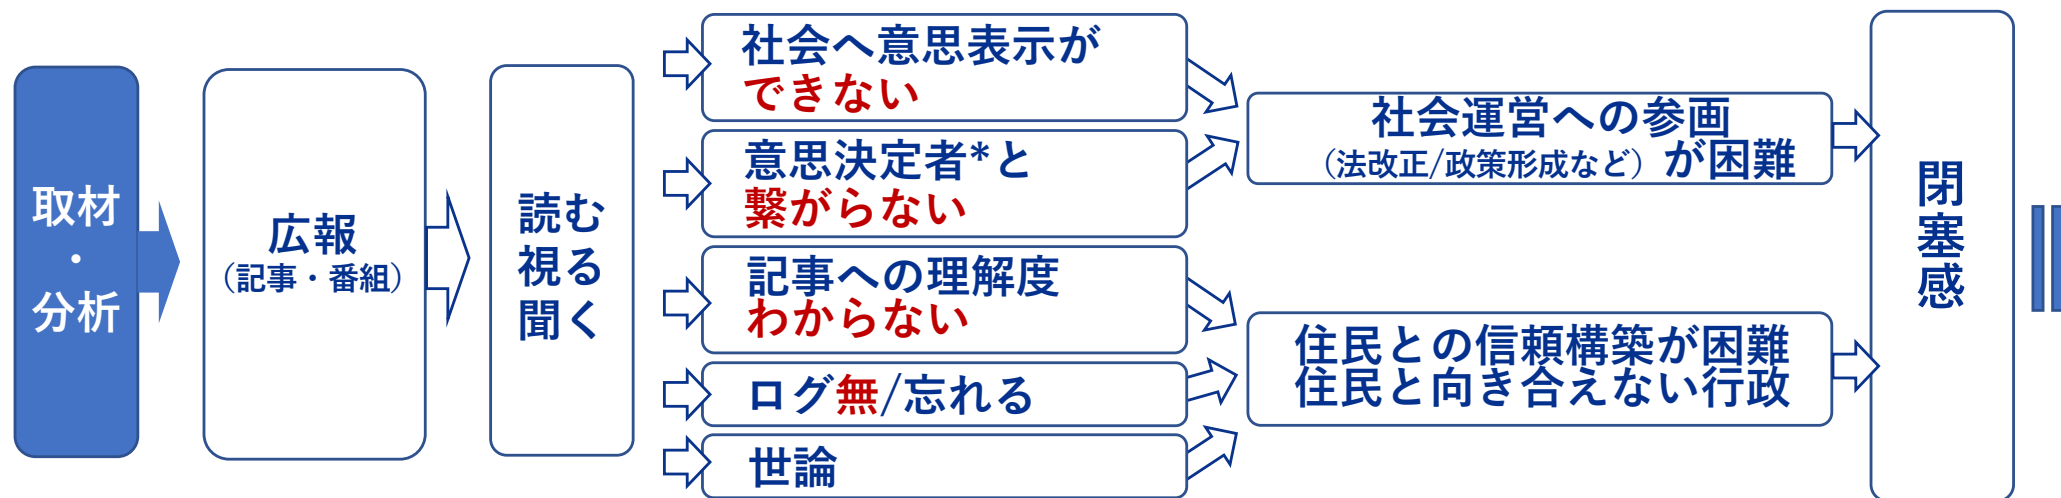 取材
・
分析
広報
（記事・番組）
読む
視る
聞く
社会へ意思表示が
できない
意思決定者*と
繋がらない
記事への理解度
わからない
ログ無/忘れる
世論
社会運営への参画
（法改正/政策形成など）が困難
住民との信頼構築が困難
住民と向き合えない行政
閉塞感